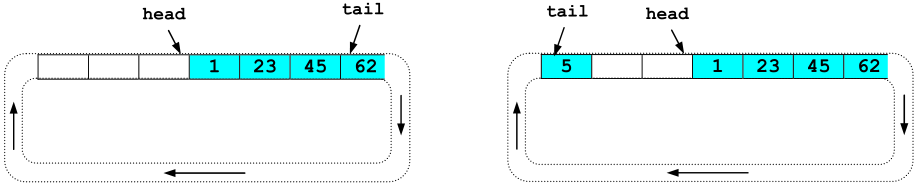 head tail
1 23 45 62
tail head
5 1 23 45 62